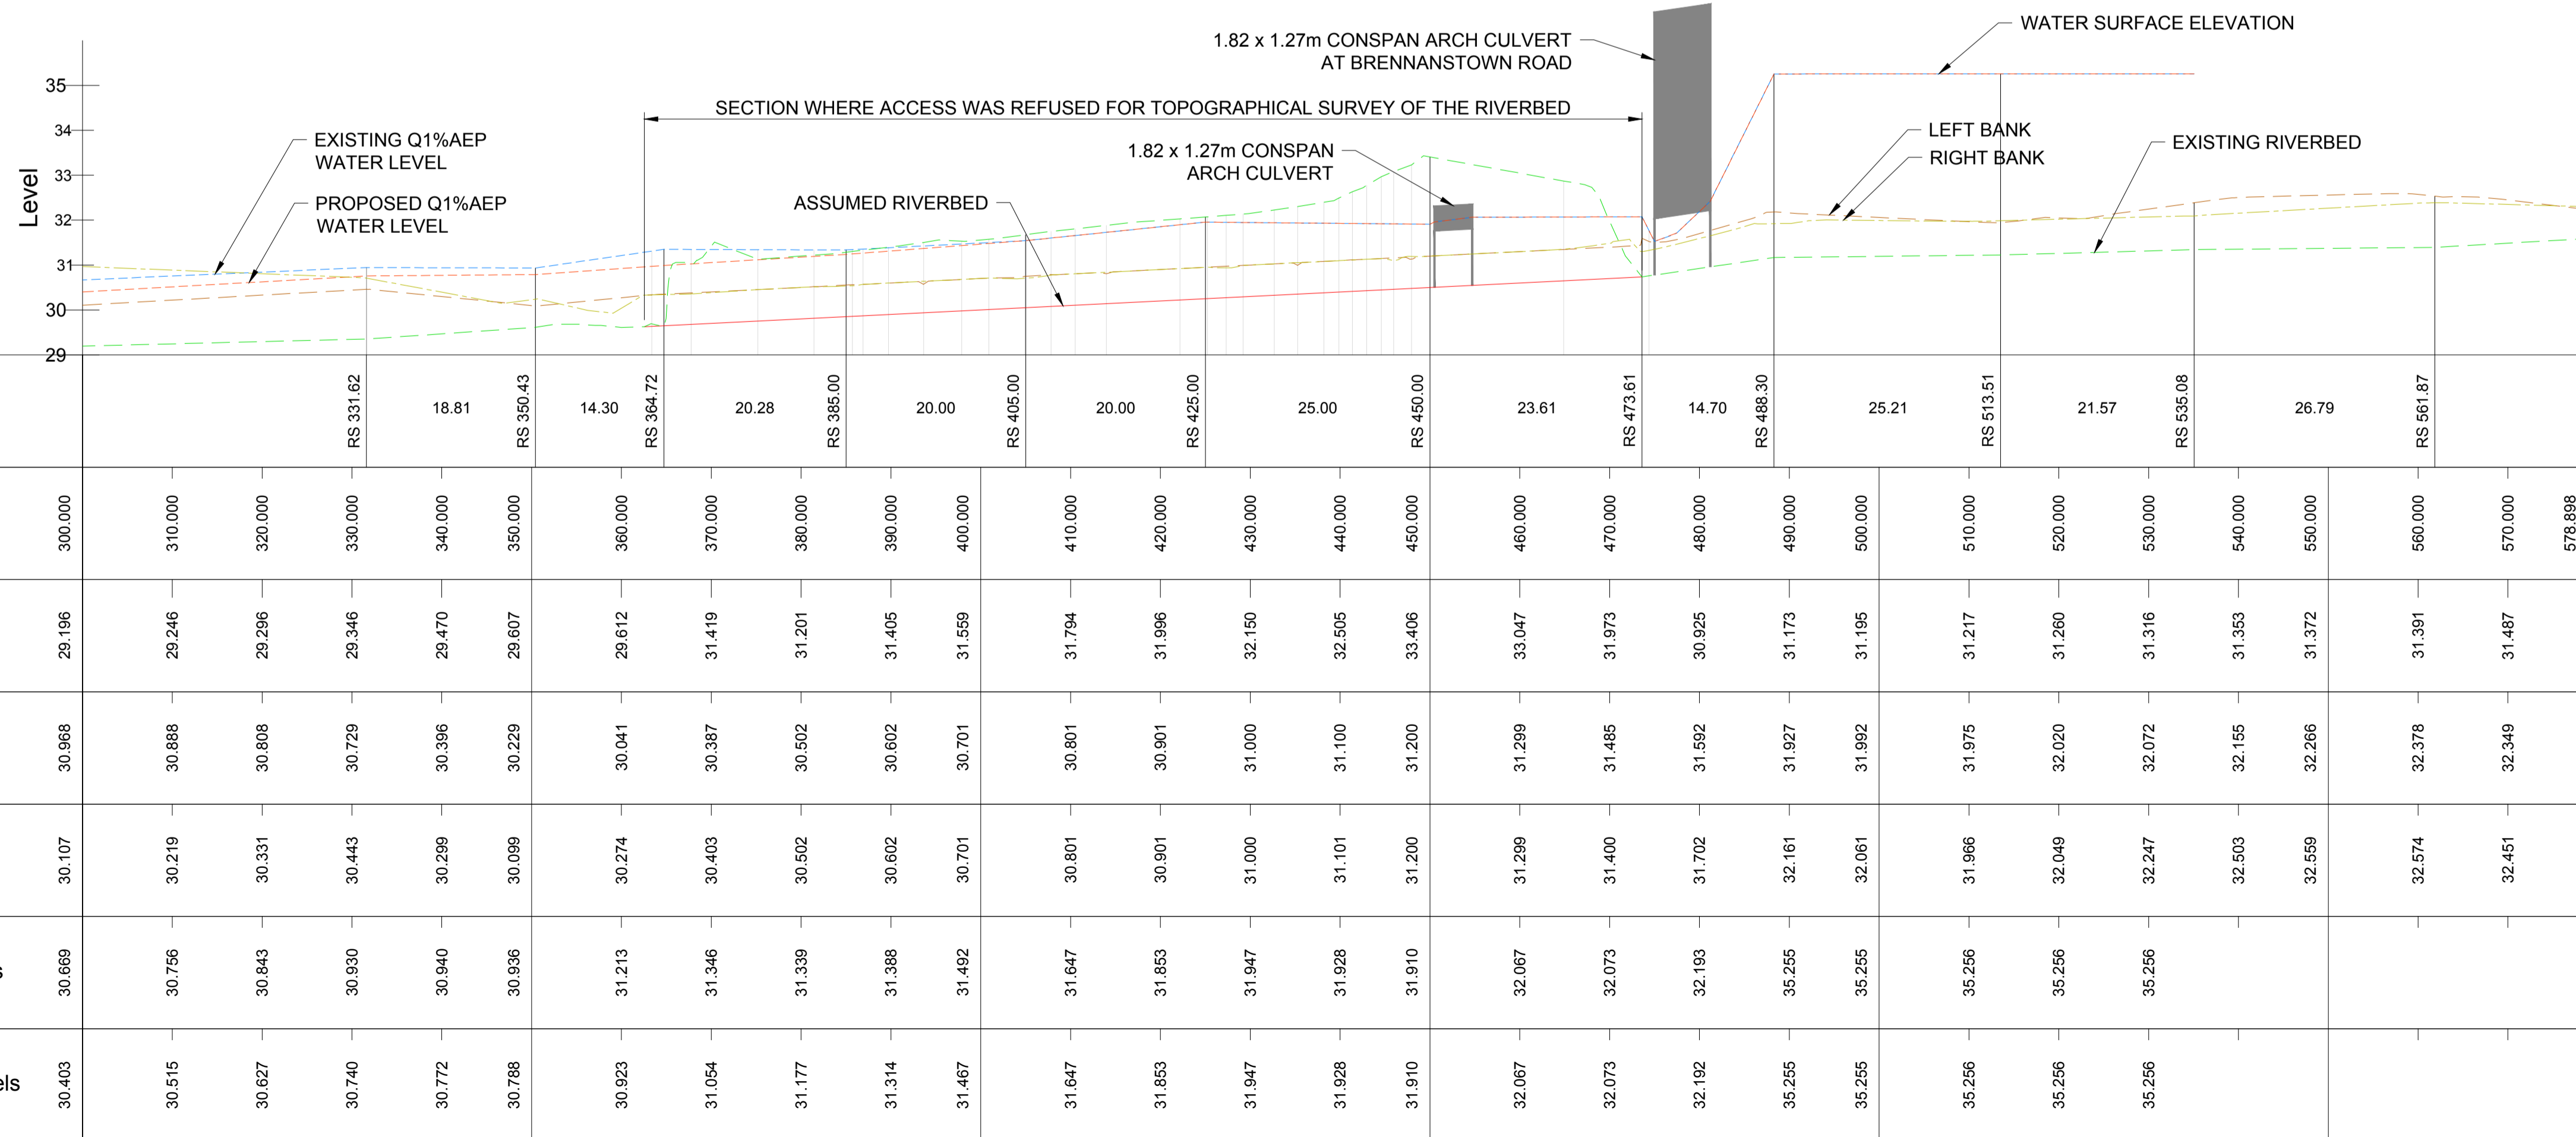 WATER SURFACE ELEVATION
1.82 x 1.27m CONSPAN ARCH CULVERT
AT BRENNANSTOWN ROAD
SECTION WHERE ACCESS WAS REFUSED FOR TOPOGRAPHICAL SURVEY OF THE RIVERBED
EXISTING Q1%AEP
WATER LEVEL
PROPOSED Q1%AEP
WATER LEVEL
1.82 x 1.27m CONSPAN
ARCH CULVERT
ASSUMED RIVERBED
LEFT BANK
RIGHT BANK
EXISTING RIVERBED
Level
35
34
33
32
31
30
29
RS 331.62 18.81 RS 350.43 14.30 RS 364.72 20.28 RS 385.00 20.00 RS 405.00 20.00 RS 425.00 25.00 RS 450.00 23.61 RS 473.61 14.70 RS 488.30 25.21 RS 513.51 21.57 RS 535.08 26.79 RS 561.87
300.000 310.000 320.000 330.000 340.000 350.000 360.000 370.000 380.000 390.000 400.000 410.000 420.000 430.000 440.000 450.000 460.000 470.000 480.000 490.000 500.000 510.000 520.000 530.000 540.000 550.000 560.000 570.000 578.898
29.196 29.246 29.296 29.346 29.470 29.607 29.612 31.419 31.201 31.405 31.559 31.794 31.996 32.150 32.505 33.406 33.047 31.973 30.925 31.173 31.195 31.217 31.260 31.316 31.353 31.372 31.391 31.487
30.968 30.888 30.808 30.729 30.396 30.229 30.041 30.387 30.502 30.602 30.701 30.801 30.901 31.000 31.100 31.200 31.299 31.485 31.592 31.927 31.992 31.975 32.020 32.072 32.155 32.266 32.378 32.349
30.107 30.219 30.331 30.443 30.299 30.099 30.274 30.403 30.502 30.602 30.701 30.801 30.901 31.000 31.101 31.200 31.299 31.400 31.702 32.161 32.061 31.966 32.049 32.247 32.503 32.559 32.574 32.451
s 30.669 30.756 30.843 30.930 30.940 30.936 31.213 31.346 31.339 31.388 31.492 31.647 31.853 31.947 31.928 31.910 32.067 32.073 32.193 35.255 35.255 35.256 35.256 35.256
els 30.403 30.515 30.627 30.740 30.772 30.788 30.923 31.054 31.177 31.314 31.467 31.647 31.853 31.947 31.928 31.910 32.067 32.073 32.192 35.255 35.255 35.256 35.256 35.256